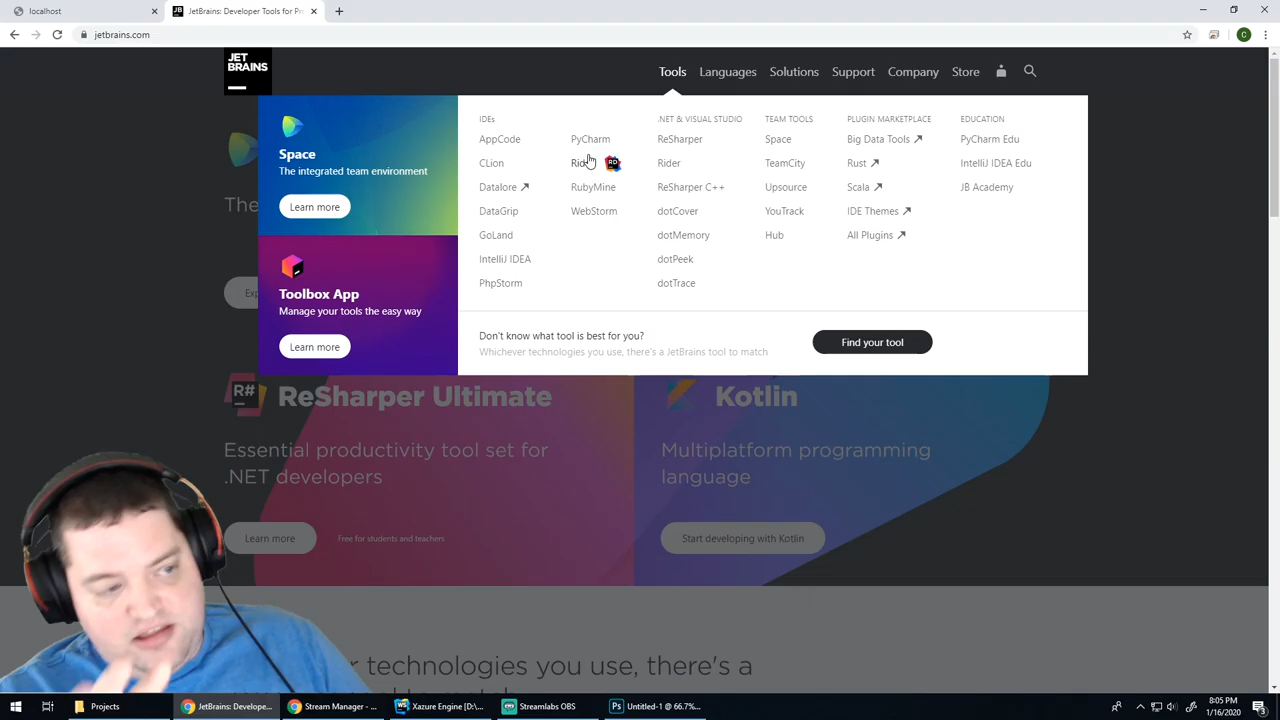 localhost
JetBrains: Developer Tools for P
jetbrains.com
C
JET
BRAINS
Tools
Languages
Solutions
Support
Company
Store
Space
The integrated team environment
Learn more
Toolbox App
Manage your tools the easy way
Learn more
IDEs
AppCode
CLion
Datalore
DataGrip
GoLand
IntelliJ IDEA
PhpStorm
PyCharm
RD
RubyMine
WebStorm
.NET & VISUAL STUDIO
ReSharper
Rider
ReSharper C++
dotCover
dotMemory
dotPeek
dotTrace
TEAM TOOLS
Space
TeamCity
Upsource
YouTrack
Hub
PLUGIN MARKETPLACE
Big Data Tools
Rust
Scala
IDE Themes
All Plugins
EDUCATION
PyCharm Edu
IntelliJ IDEA Edu
JB Academy
Don't know what tool is best for you?
Whichever technologies you use, there's a JetBrains tool to match
Find your tool
R#
ReSharper Ultimate
Essential productivity tool set for
.NET developers
Learn more
Free for students and teachers
Kotlin
Multiplatform programming
language
Start developing with Kotlin
r technologies you use, there's a
Projects
JetBrains: Develope...
Stream Manager - ...
Xazure Engine [D:\...
Streamlabs OBS
Untitled-1 @ 66.7%...
8:05 PM
1/16/2020
3